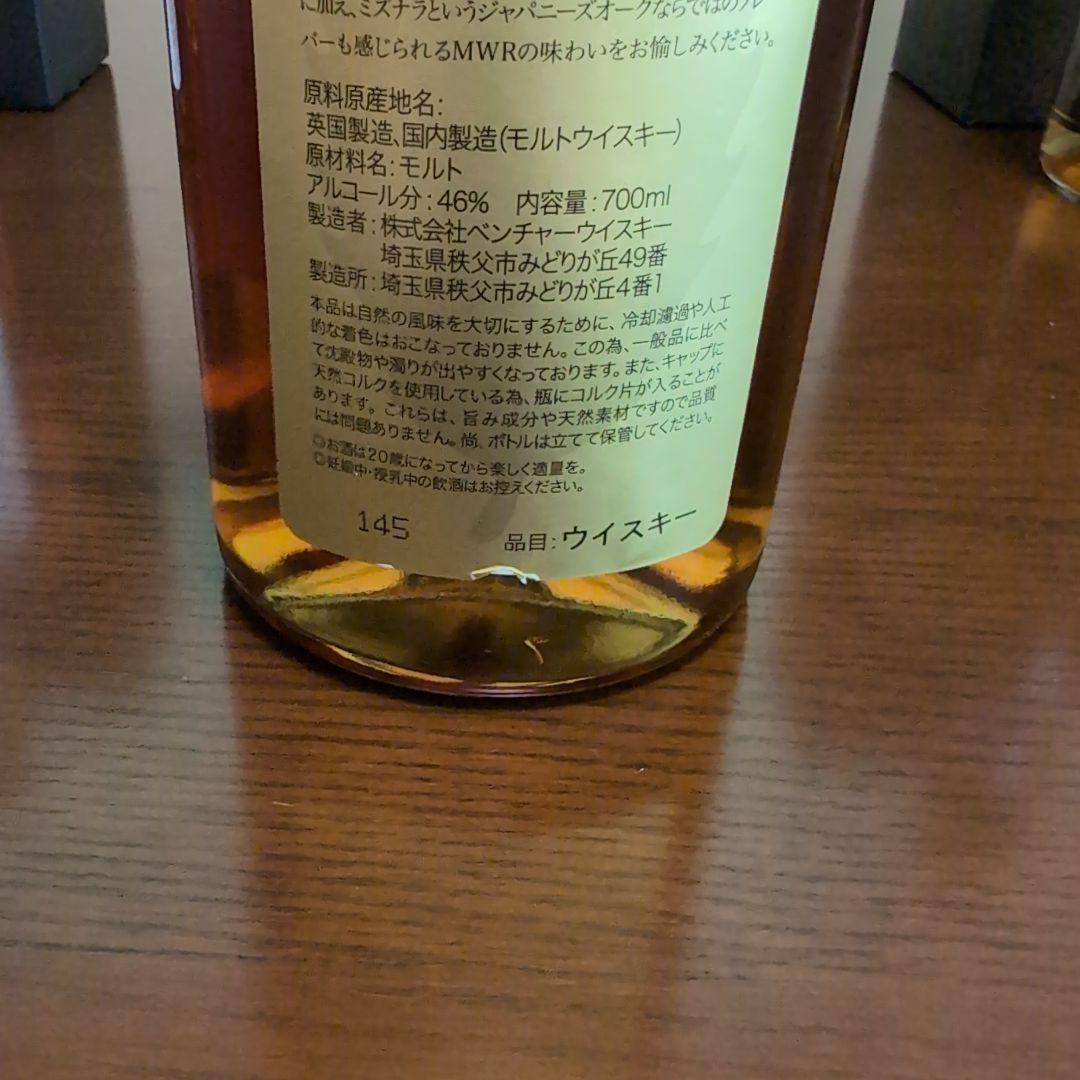 に加え、ミズナラというジャパニーズオークならではのフレー
バーも感じられるMWRの味わいをお愉しみください。
原料原産地名:
英国製造、国内製造(モルトウイスキー)
原材料名:モルト
アルコール分:46% 内容量:700ml
製造者:株式会社ベンチャーウイスキー
埼玉県秩父市みどりが丘49番
製造所:埼玉県秩父市みどりが丘4番1
本品は自然の風味を大切にするために、冷却濾過や人工
的な着色はおこなっておりません。この為、一般品に比べ
て沈殿物や濁りが出やすくなっております。また、キャップに
天然コルクを使用している為、瓶にコルク片が入ることが
あります。これらは、旨み成分や天然素材ですので品質
には問題ありません。尚、ボトルは立てて保管してください。
◎お酒は20歳になってから楽しく適量を。
◎妊娠中・授乳中の飲酒はお控えください。
145
品目:ウイスキー